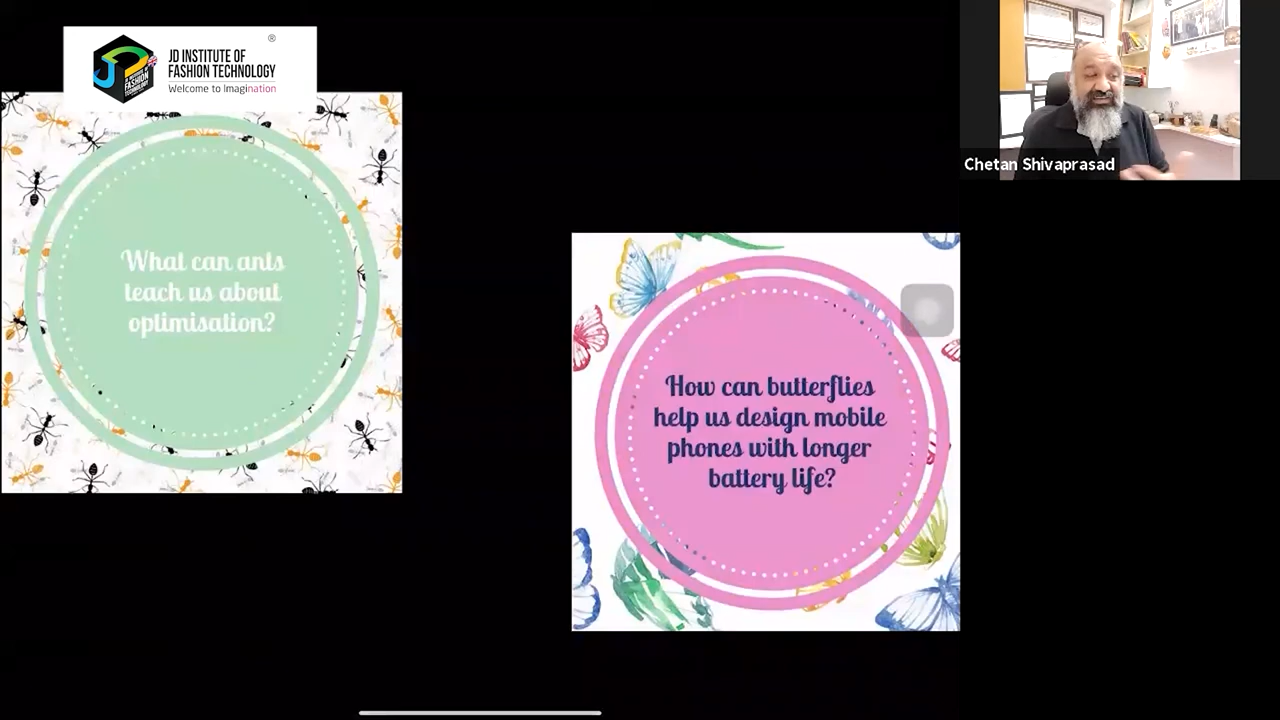 JD INSTITUTE OF
FASHION TECHNOLOGY
Welcome to Imagination
®
What can ants
teach us about
optimisation?
How can butterflies
help us design mobile
phones with longer
battery life?
Chetan Shivaprasad